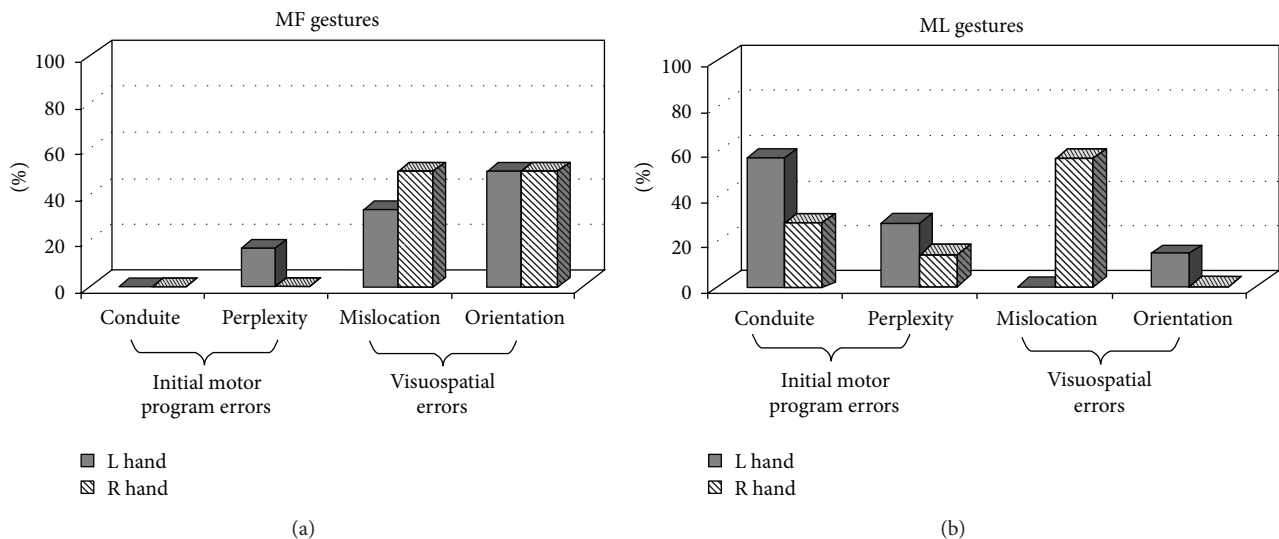 MF gestures
100
80
60
40
20
0
(%)
Conduite Perplexity Mislocation Orientation
Initial motor
program errors
Visuospatial
errors
L hand
R hand
(a)
ML gestures
100
80
60
40
20
0
(%)
Conduite Perplexity Mislocation Orientation
Initial motor
program errors
Visuospatial
errors
L hand
R hand
(b)